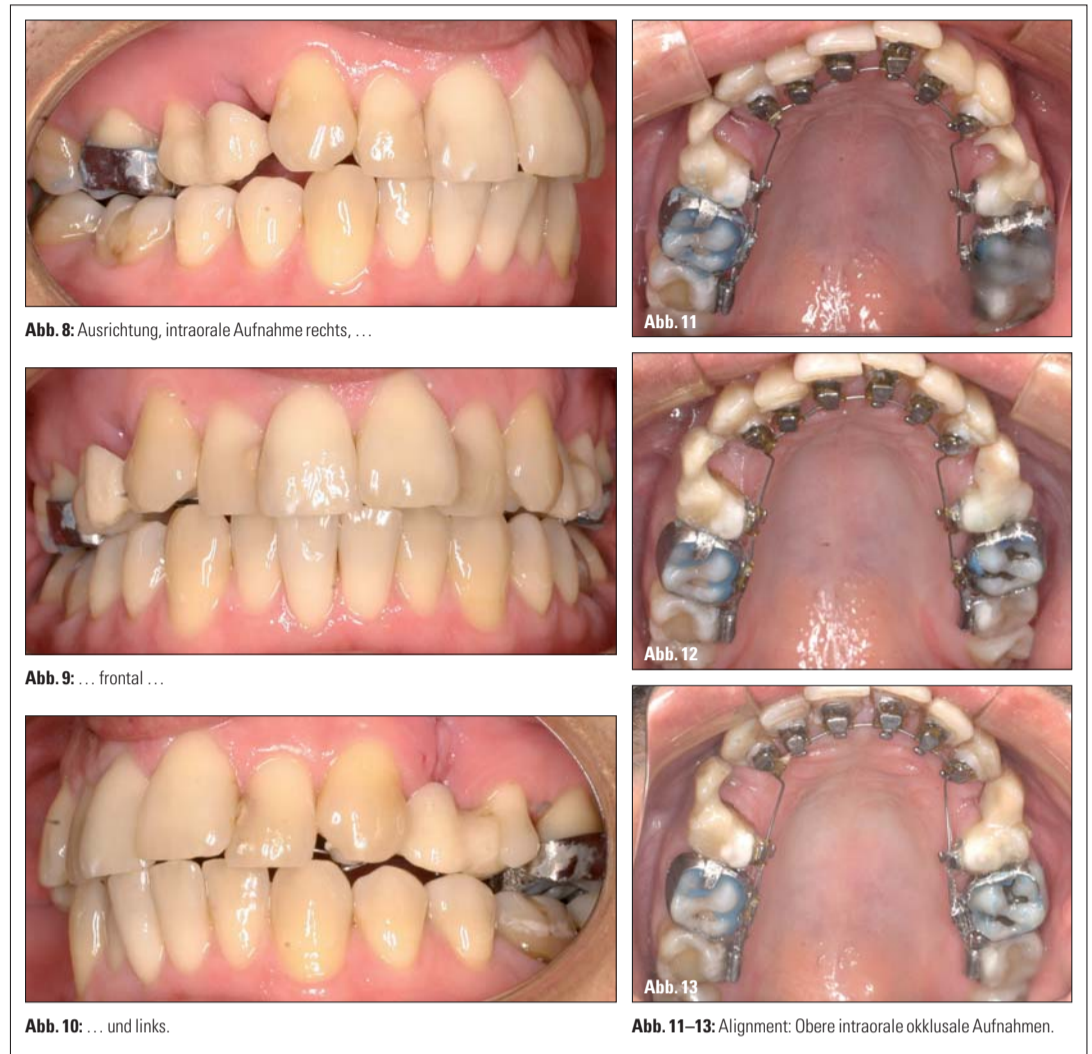 Abb. 8: Ausrichtung, intraorale Aufnahme rechts, …
Abb. 9: … frontal …
Abb. 10: … und links.
Abb. 11
Abb. 12
Abb. 13
Abb. 11–13: Alignment: Obere intraorale okklusale Aufnahmen.